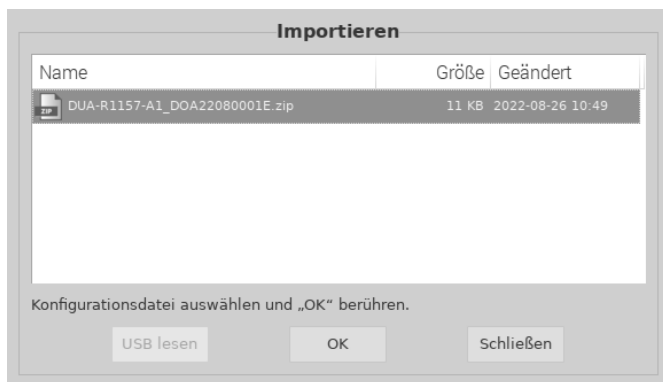 Importieren
Name Größe Geändert
ZIP DUA-R1157-A1_DOA22080001E.zip 11 KB 2022-08-26 10:49
Konfigurationsdatei auswählen und „OK“ berühren.
USB lesen OK Schließen